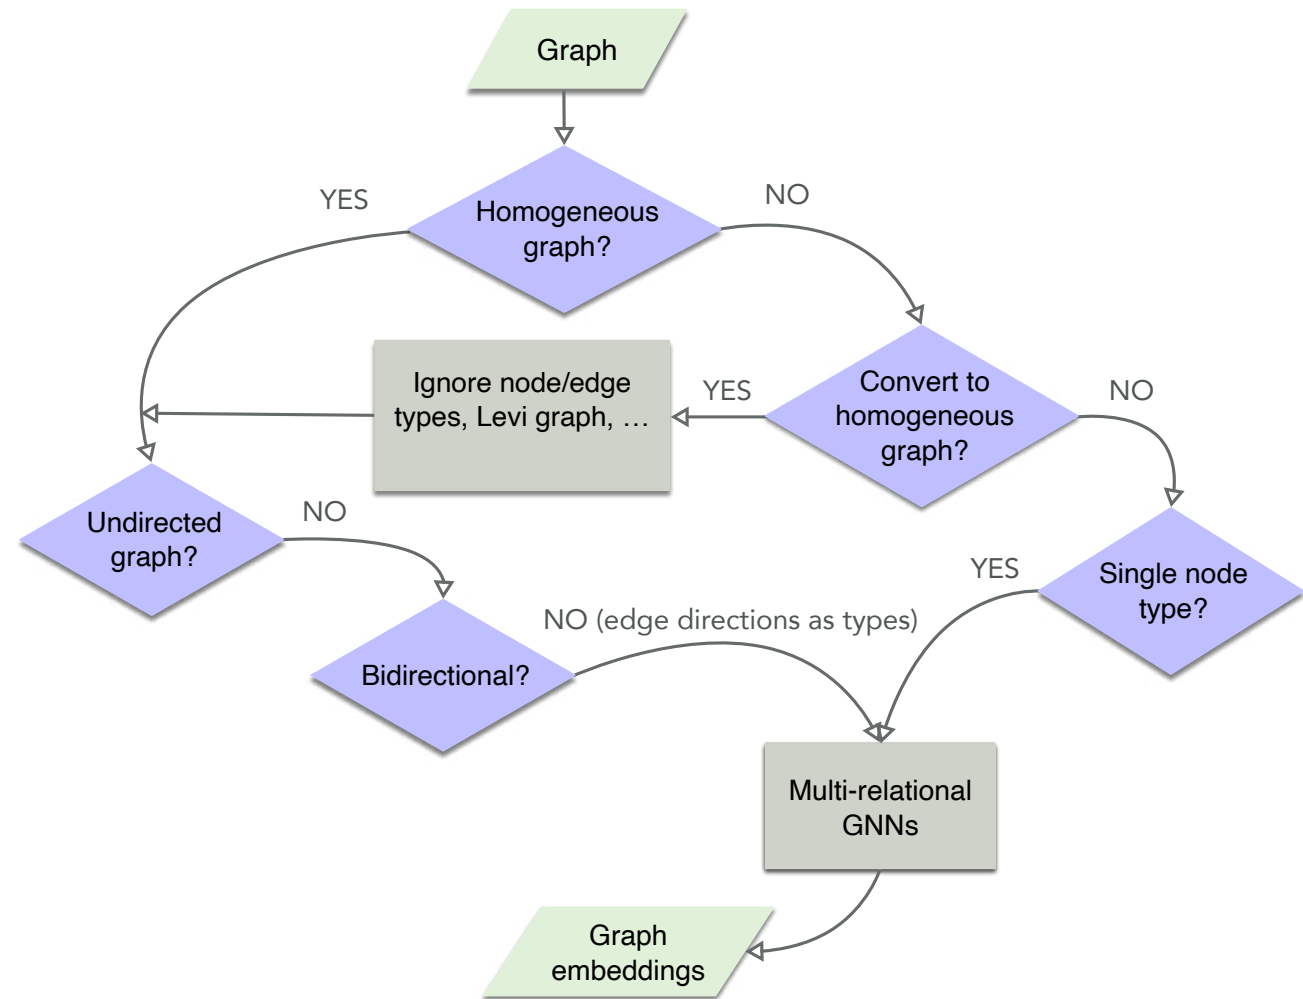 Graph
YES
NO
Homogeneous
graph?
Ignore node/edge
types, Levi graph, …
YES
Convert to
homogeneous
graph?
NO
Undirected
graph?
NO
YES
Single node
type?
NO (edge directions as types)
Bidirectional?
Multi-relational
GNNs
Graph
embeddings